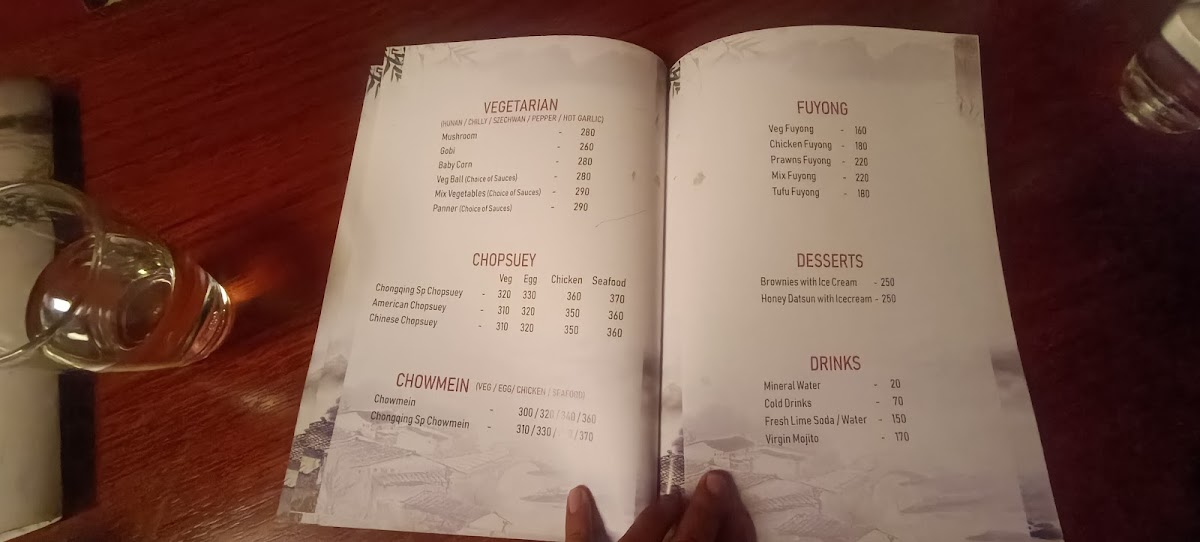 VEGETARIAN
(HUNAN / CHILLY / SZECHWAN / PEPPER / HOT GARLIC)
Mushroom - 280
Gobi - 260
Baby Corn - 280
Veg Ball (Choice of Sauces) - 280
Mix Vegetables (Choice of Sauces) - 290
Panner (Choice of Sauces) - 290
CHOPSUEY
Veg Egg Chicken Seafood
Chongqing Sp Chopsuey - 320 330 360 370
American Chopsuey - 310 320 350 360
Chinese Chopsuey - 310 320 350 360
CHOWMEIN (VEG / EGG/ CHICKEN / SEAFOOD)
Chowmein - 300 / 320 / 340 / 360
Chongqing Sp Chowmein - 310 / 330 / / 370
FUYONG
Veg Fuyong - 160
Chicken Fuyong - 180
Prawns Fuyong - 220
Mix Fuyong - 220
Tufu Fuyong - 180
DESSERTS
Brownies with Ice Cream - 250
Honey Datsun with Icecream - 250
DRINKS
Mineral Water - 20
Cold Drinks - 70
Fresh Lime Soda / Water - 150
Virgin Mojito - 170